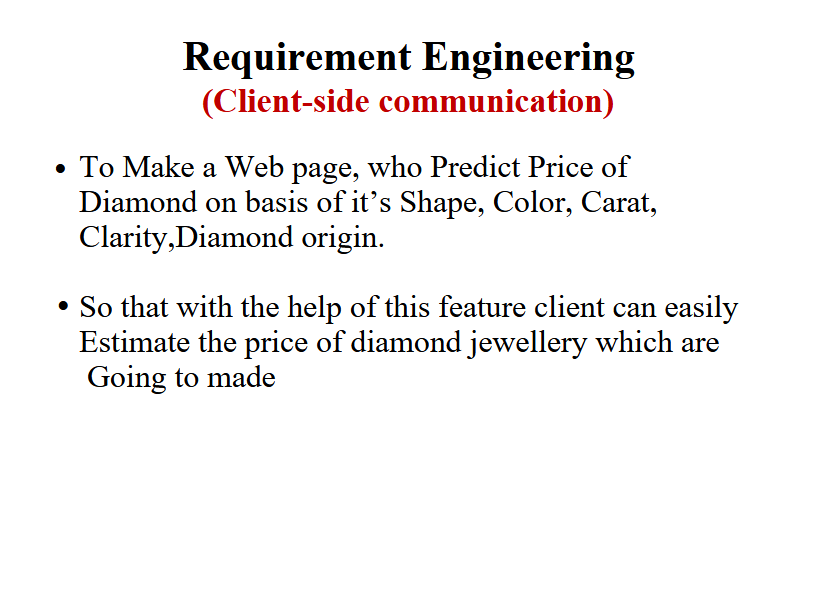 Requirement Engineering
(Client-side communication)
• To Make a Web page, who Predict Price of
Diamond on basis of it’s Shape, Color, Carat,
Clarity,Diamond origin.
• So that with the help of this feature client can easily
Estimate the price of diamond jewellery which are
Going to made